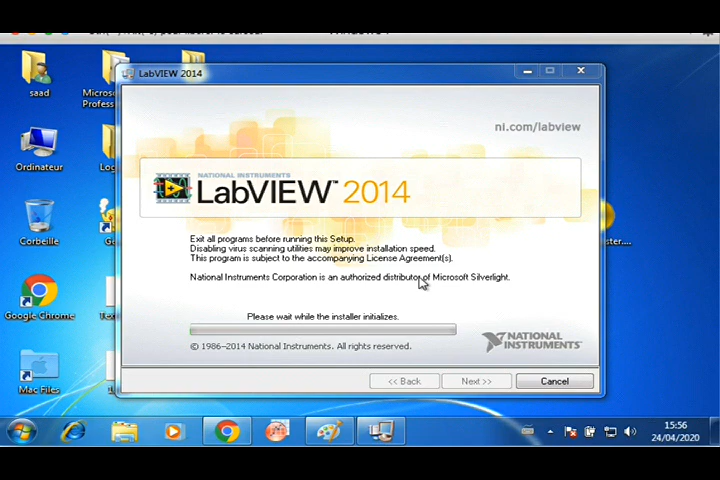 LabVIEW 2014
saad
Microso
Profess
Ordinateur
Corbeille
Google Chrome
Mac Files
ni.com/labview
NATIONAL INSTRUMENTS
LabVIEW™ 2014
Exit all programs before running this Setup.
Disabling virus scanning utilities may improve installation speed.
This program is subject to the accompanying License Agreement(s).
National Instruments Corporation is an authorized distributor of Microsoft Silverlight.
Please wait while the installer initializes.
© 1986–2014 National Instruments. All rights reserved.
NATIONAL
INSTRUMENTS
<< Back
Next >>
Cancel
15:56
24/04/2020